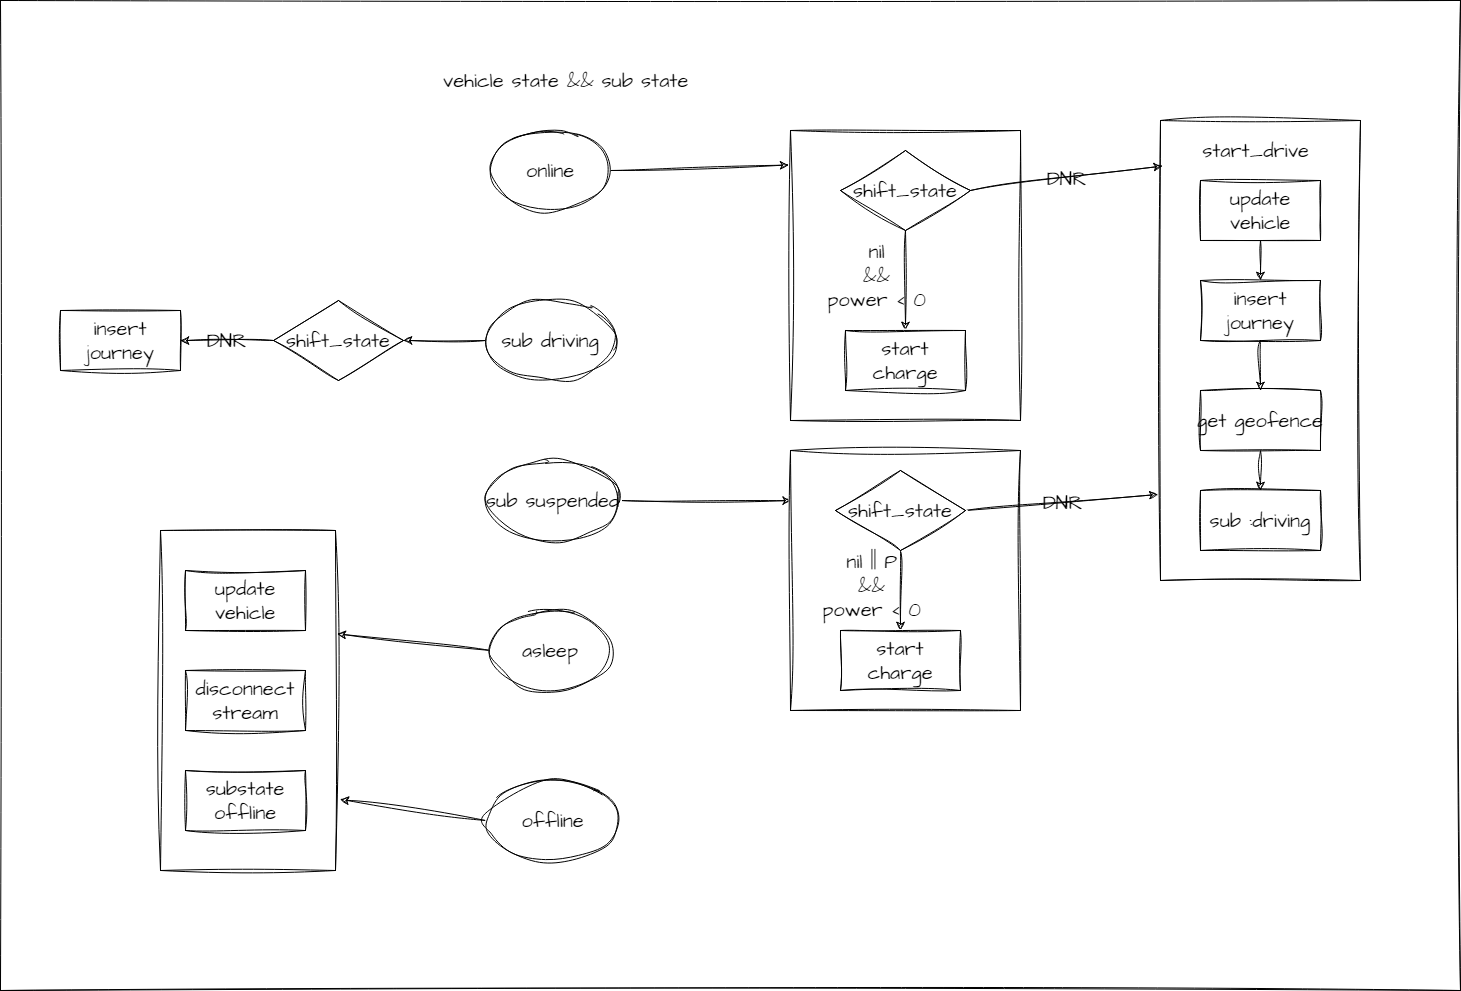 vehicle state && sub state
online
shift_state
DNR
nil
&&
power < 0
start
charge
start_drive
update
vehicle
insert
journey
get geofence
sub :driving
insert
journey
DNR
shift_state
sub driving
sub suspended
shift_state
DNR
nil || P
&&
power < 0
start
charge
update
vehicle
disconnect
stream
substate
offline
asleep
offline